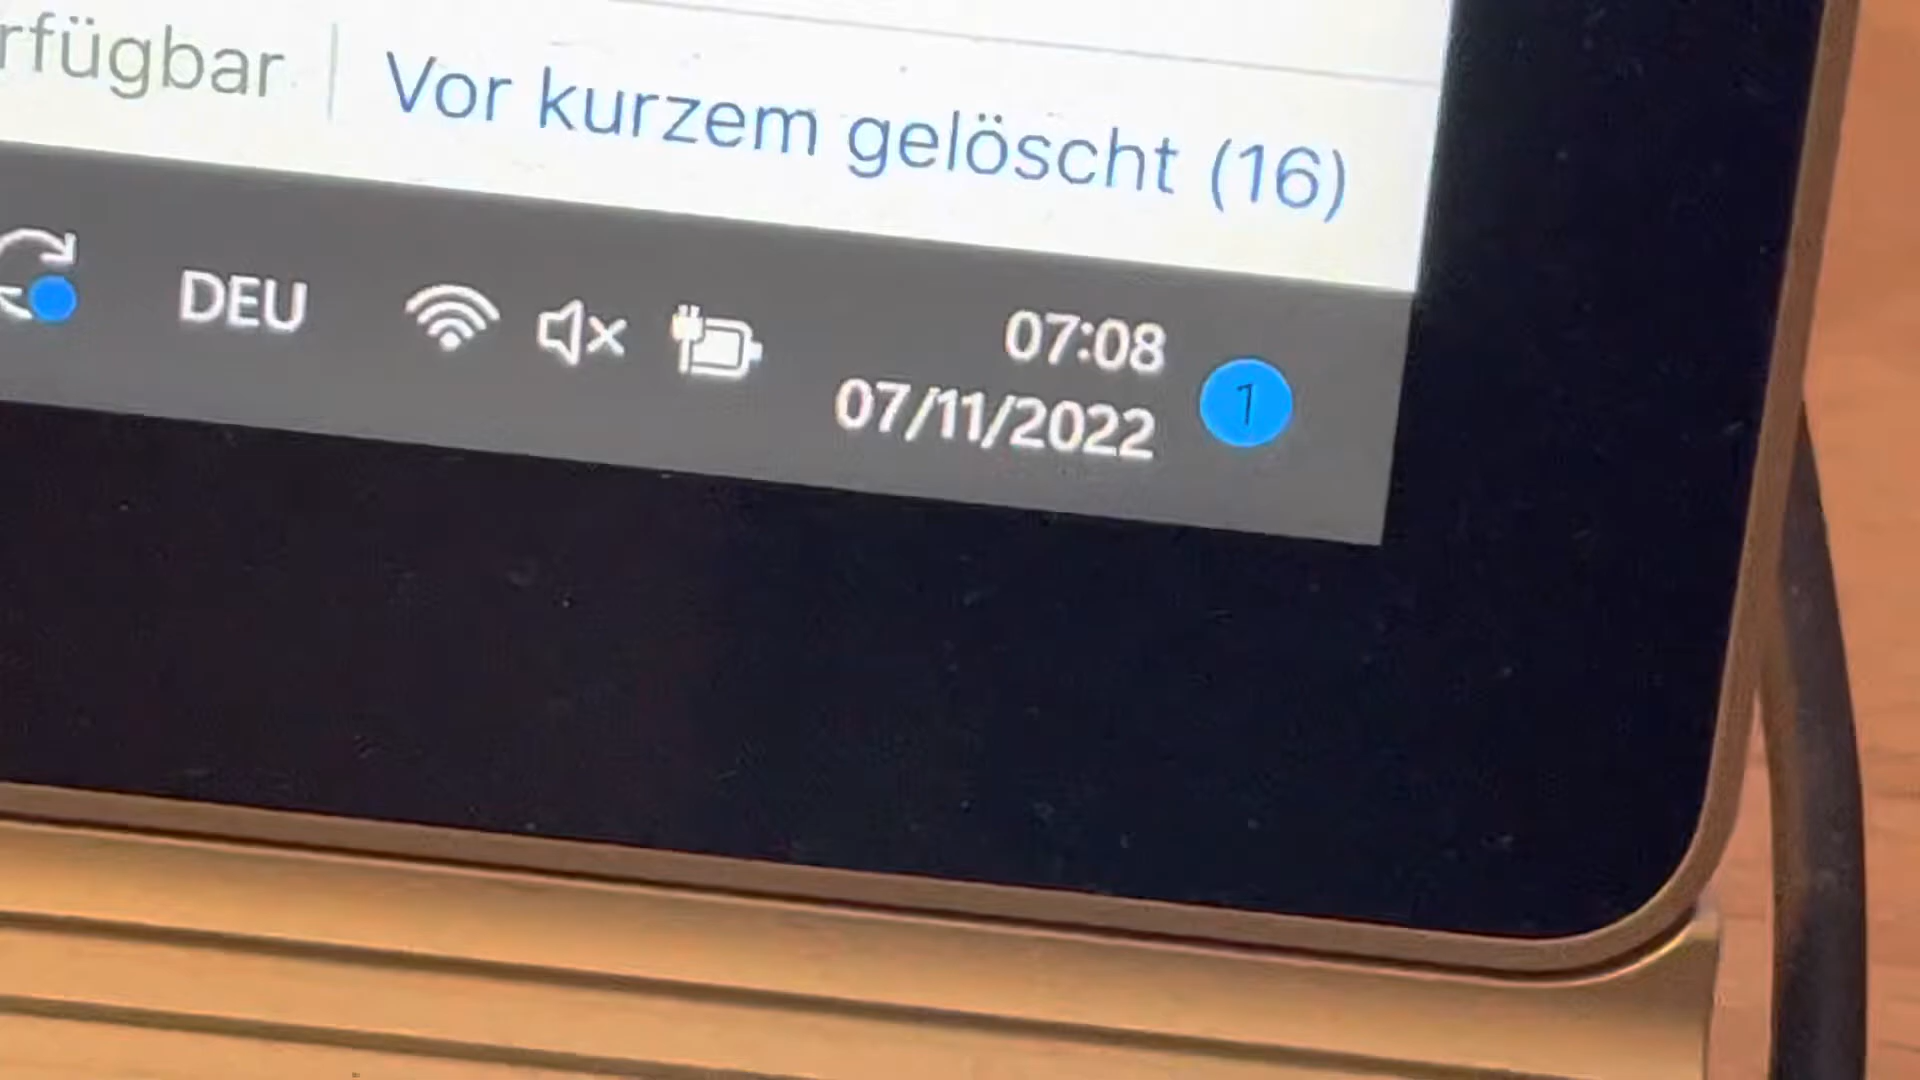 rfügbar
Vor kurzem gelöscht (16)
DEU
07:08
07/11/2022
1